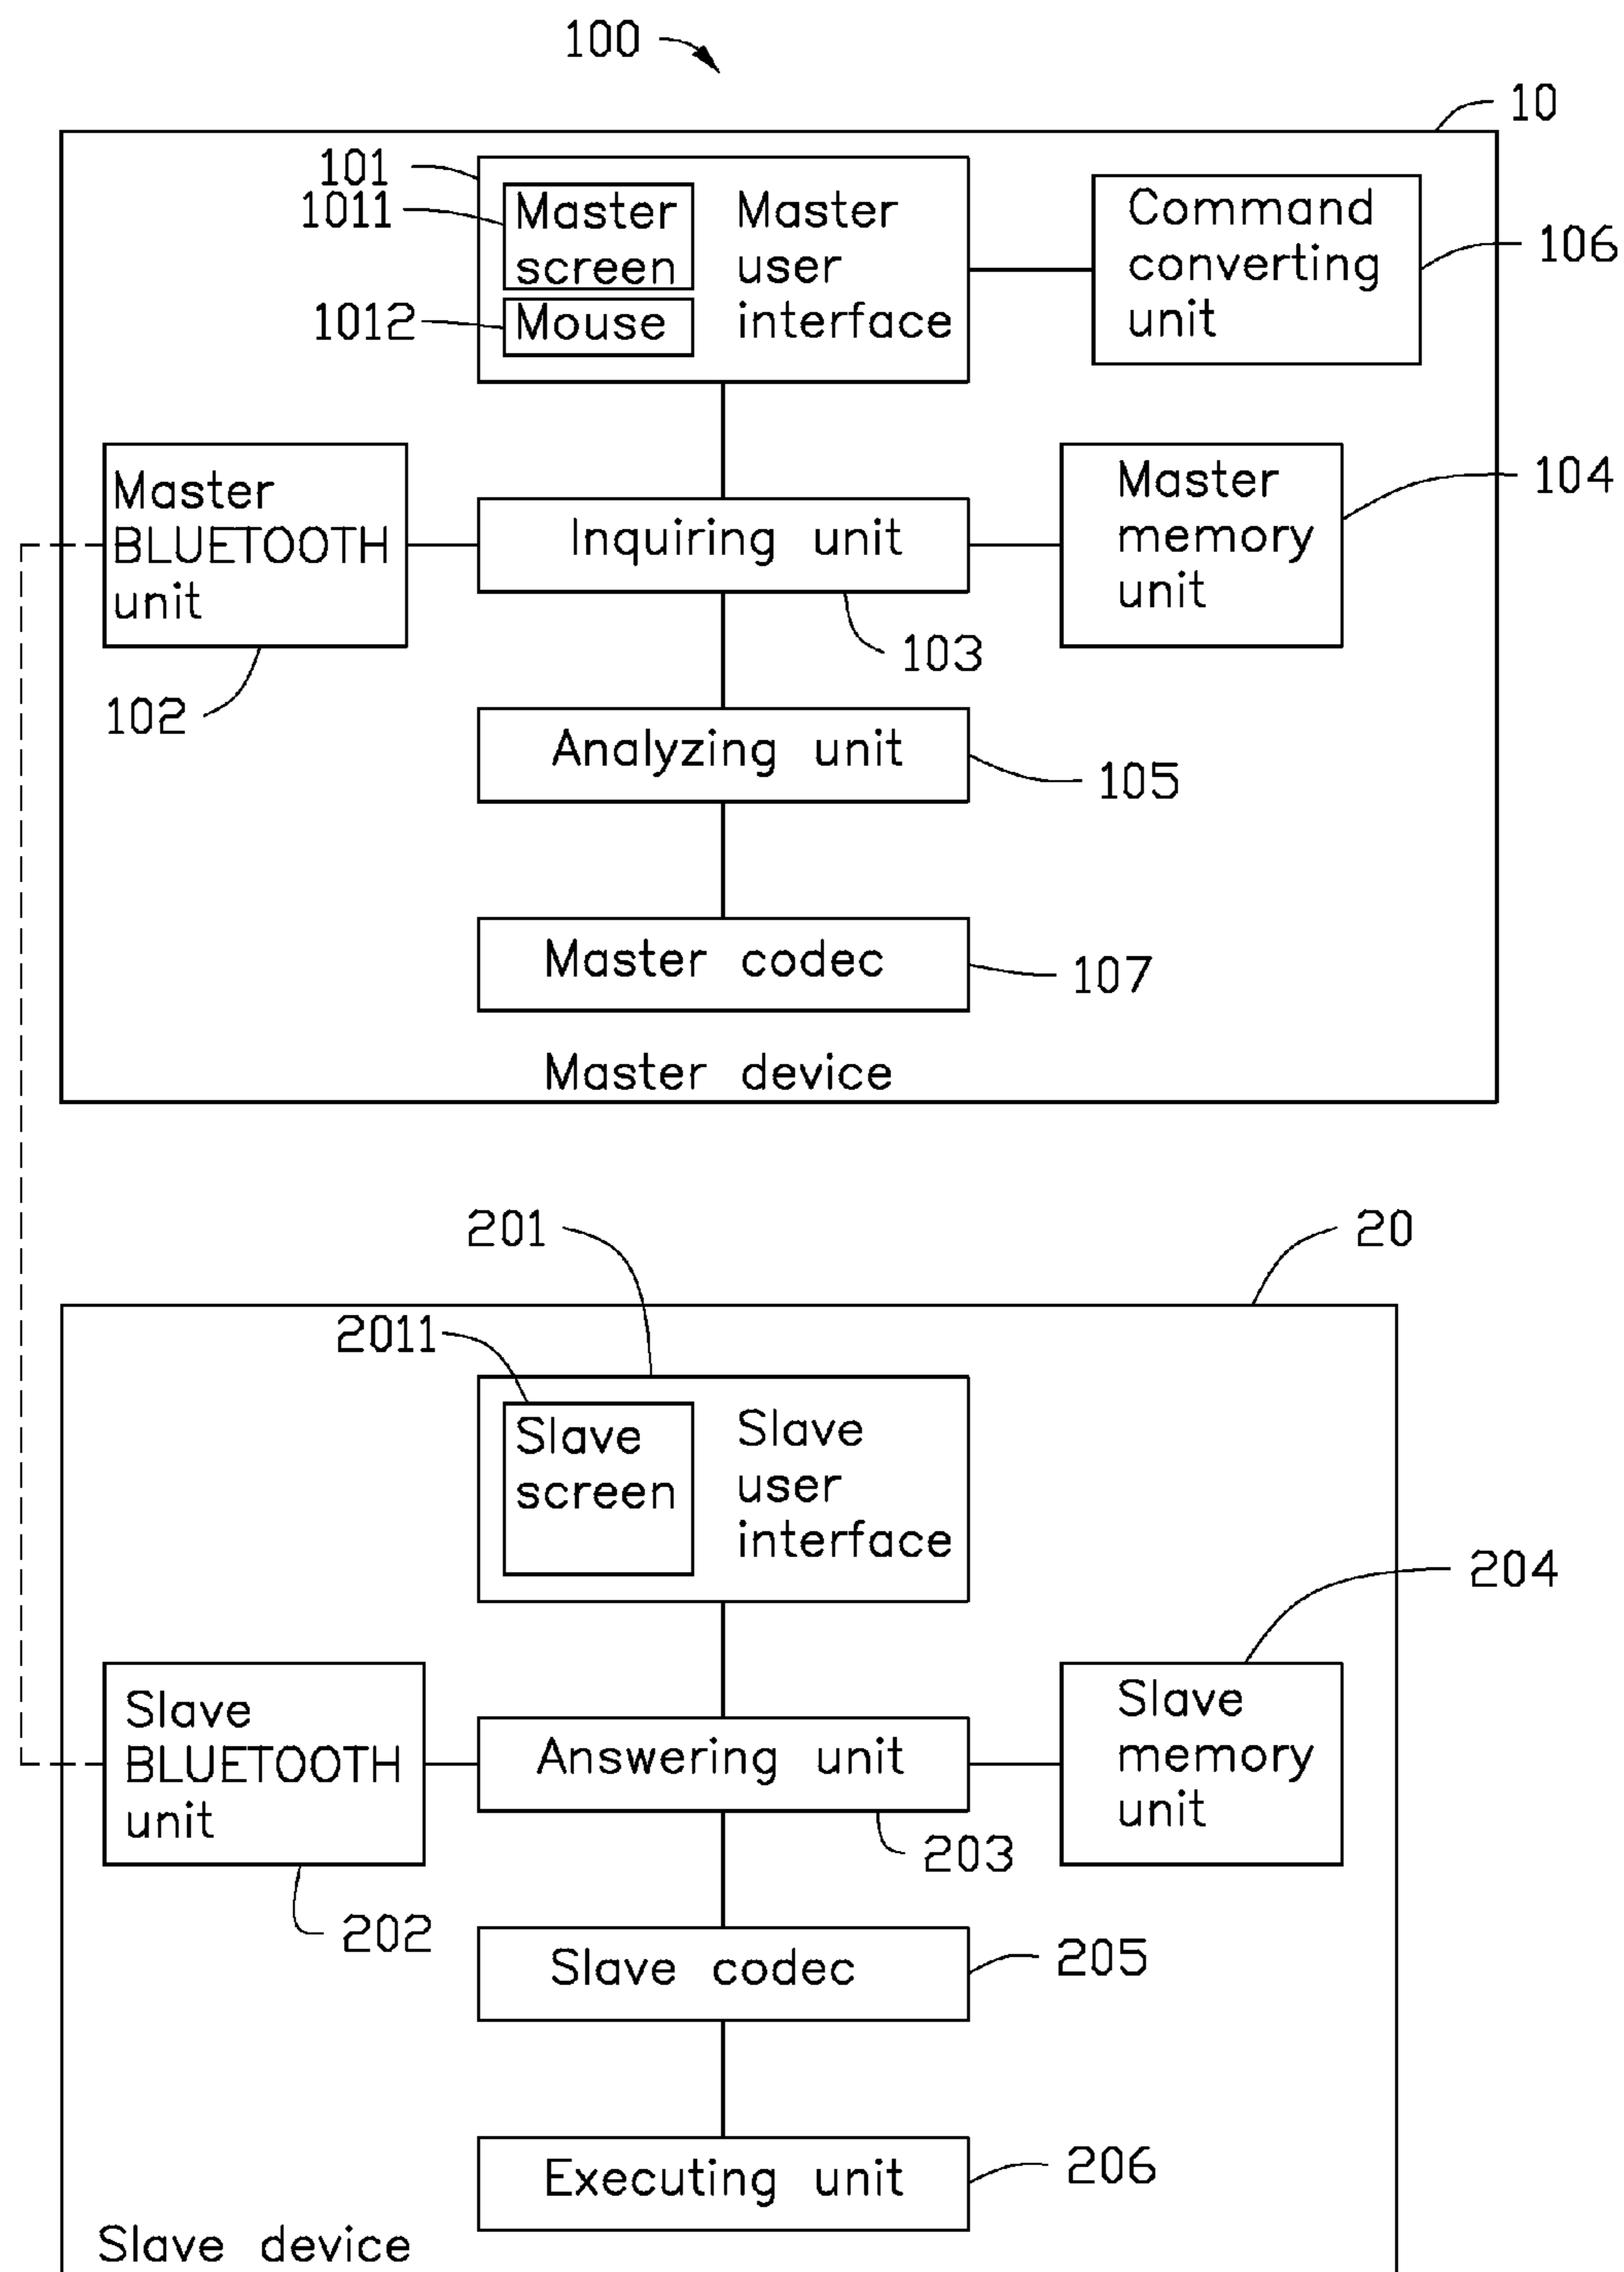 100
10
101
1011
Master
screen
1012
Mouse
Master
user
interface
Command
converting
unit
106
Master
BLUETOOTH
unit
102
Inquiring unit
103
Master
memory
unit
104
Analyzing unit
105
Master codec
107
Master device
201
20
2011
Slave
screen
Slave
user
interface
204
Slave
BLUETOOTH
unit
202
Answering unit
203
Slave
memory
unit
Slave codec
205
Executing unit
206
Slave device